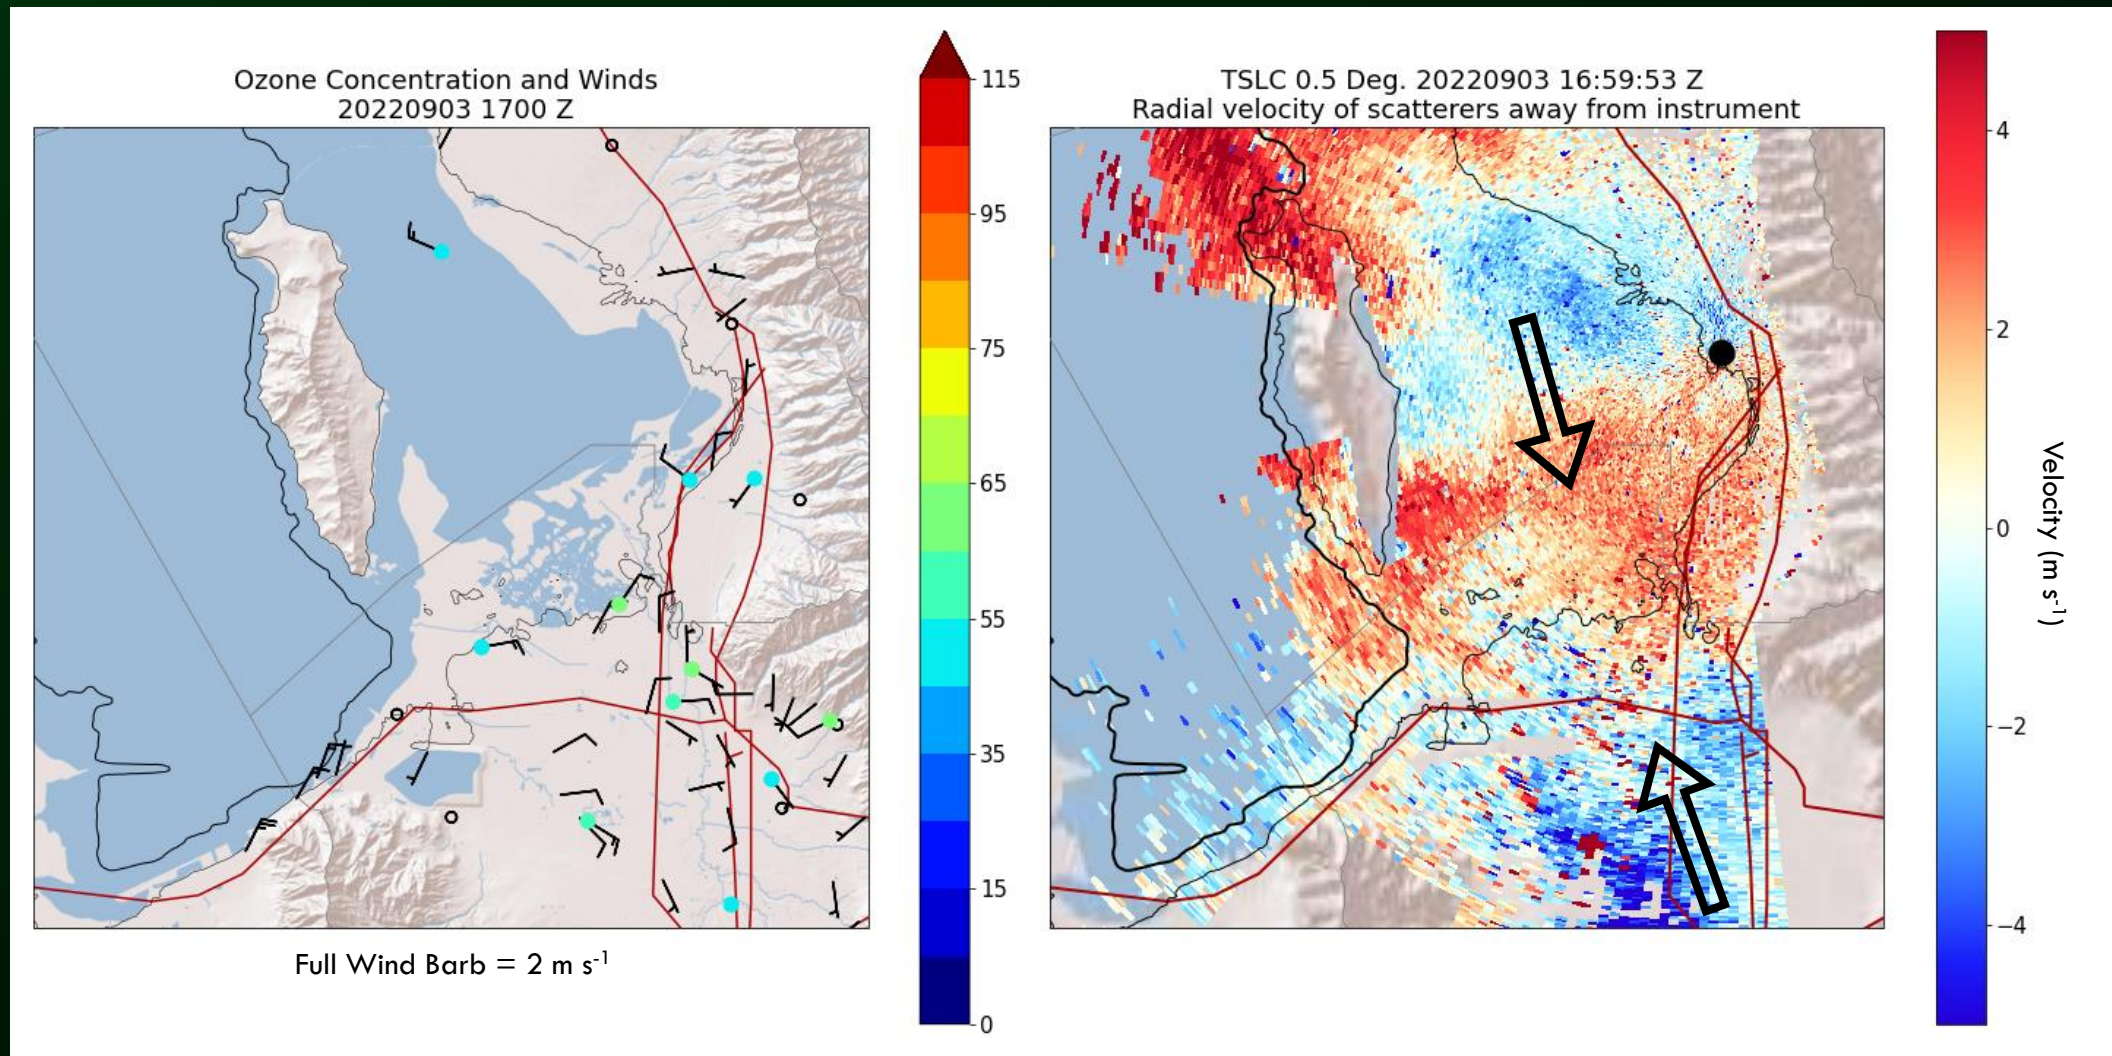 Ozone Concentration and Winds
20220903 1700 Z
115
95
75
65
55
35
15
0
Full Wind Barb = 2 m s-1
TSLC 0.5 Deg. 20220903 16:59:53 Z
Radial velocity of scatterers away from instrument
4
2
0
−2
−4
Velocity (m s-1)